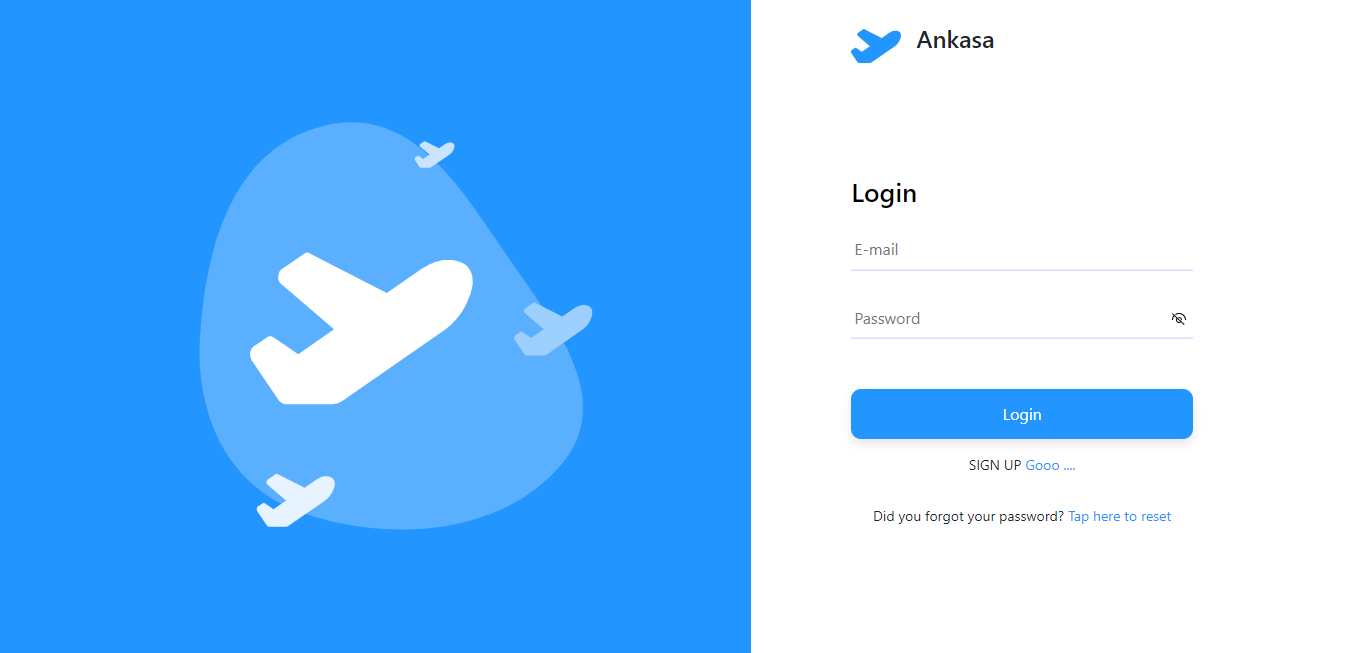 Ankasa
Login
E-mail
Password
Login
SIGN UP Gooo ....
Did you forgot your password? Tap here to reset